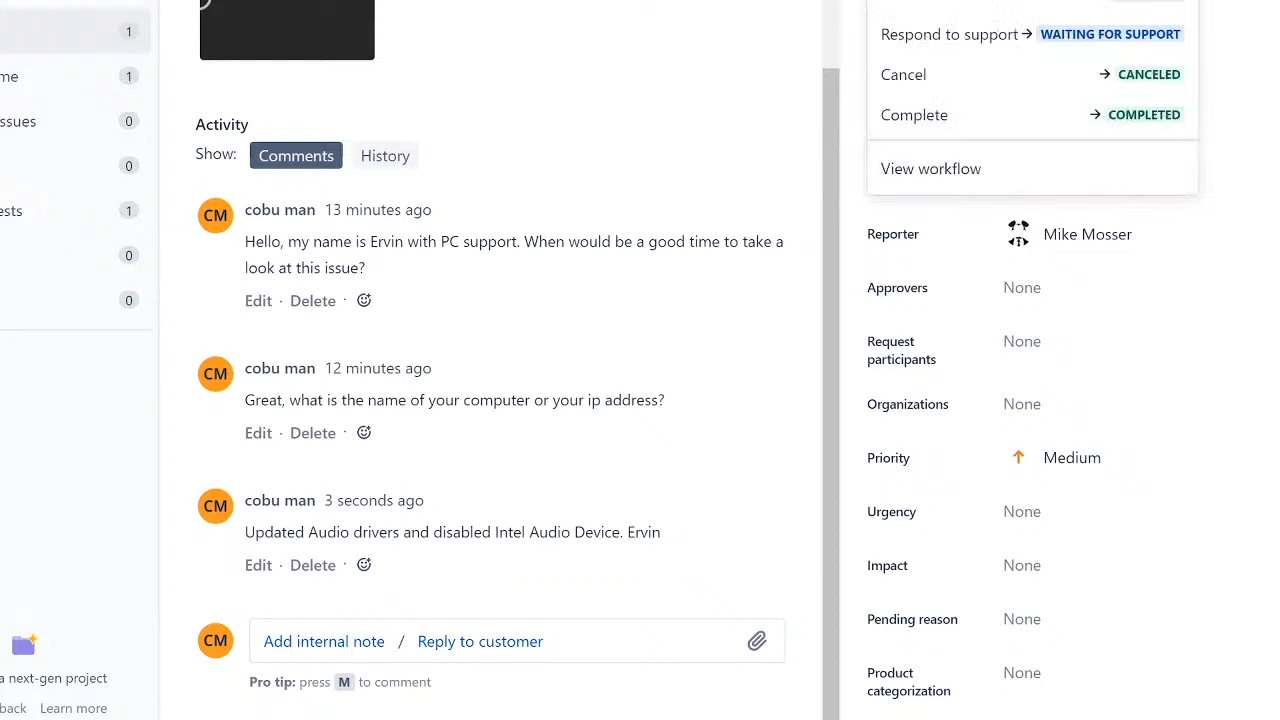 1
me 1
ssues 0
0
ests 1
0
0
a next-gen project
back Learn more
Activity
Show: Comments History
CM cobu man 13 minutes ago
Hello, my name is Ervin with PC support. When would be a good time to take a
look at this issue?
Edit · Delete ·
CM cobu man 12 minutes ago
Great, what is the name of your computer or your ip address?
Edit · Delete ·
CM cobu man 3 seconds ago
Updated Audio drivers and disabled Intel Audio Device. Ervin
Edit · Delete ·
CM Add internal note / Reply to customer
Pro tip: press M to comment
Respond to support → WAITING FOR SUPPORT
Cancel → CANCELED
Complete → COMPLETED
View workflow
Reporter Mike Mosser
Approvers None
Request
participants None
Organizations None
Priority Medium
Urgency None
Impact None
Pending reason None
Product
categorization None